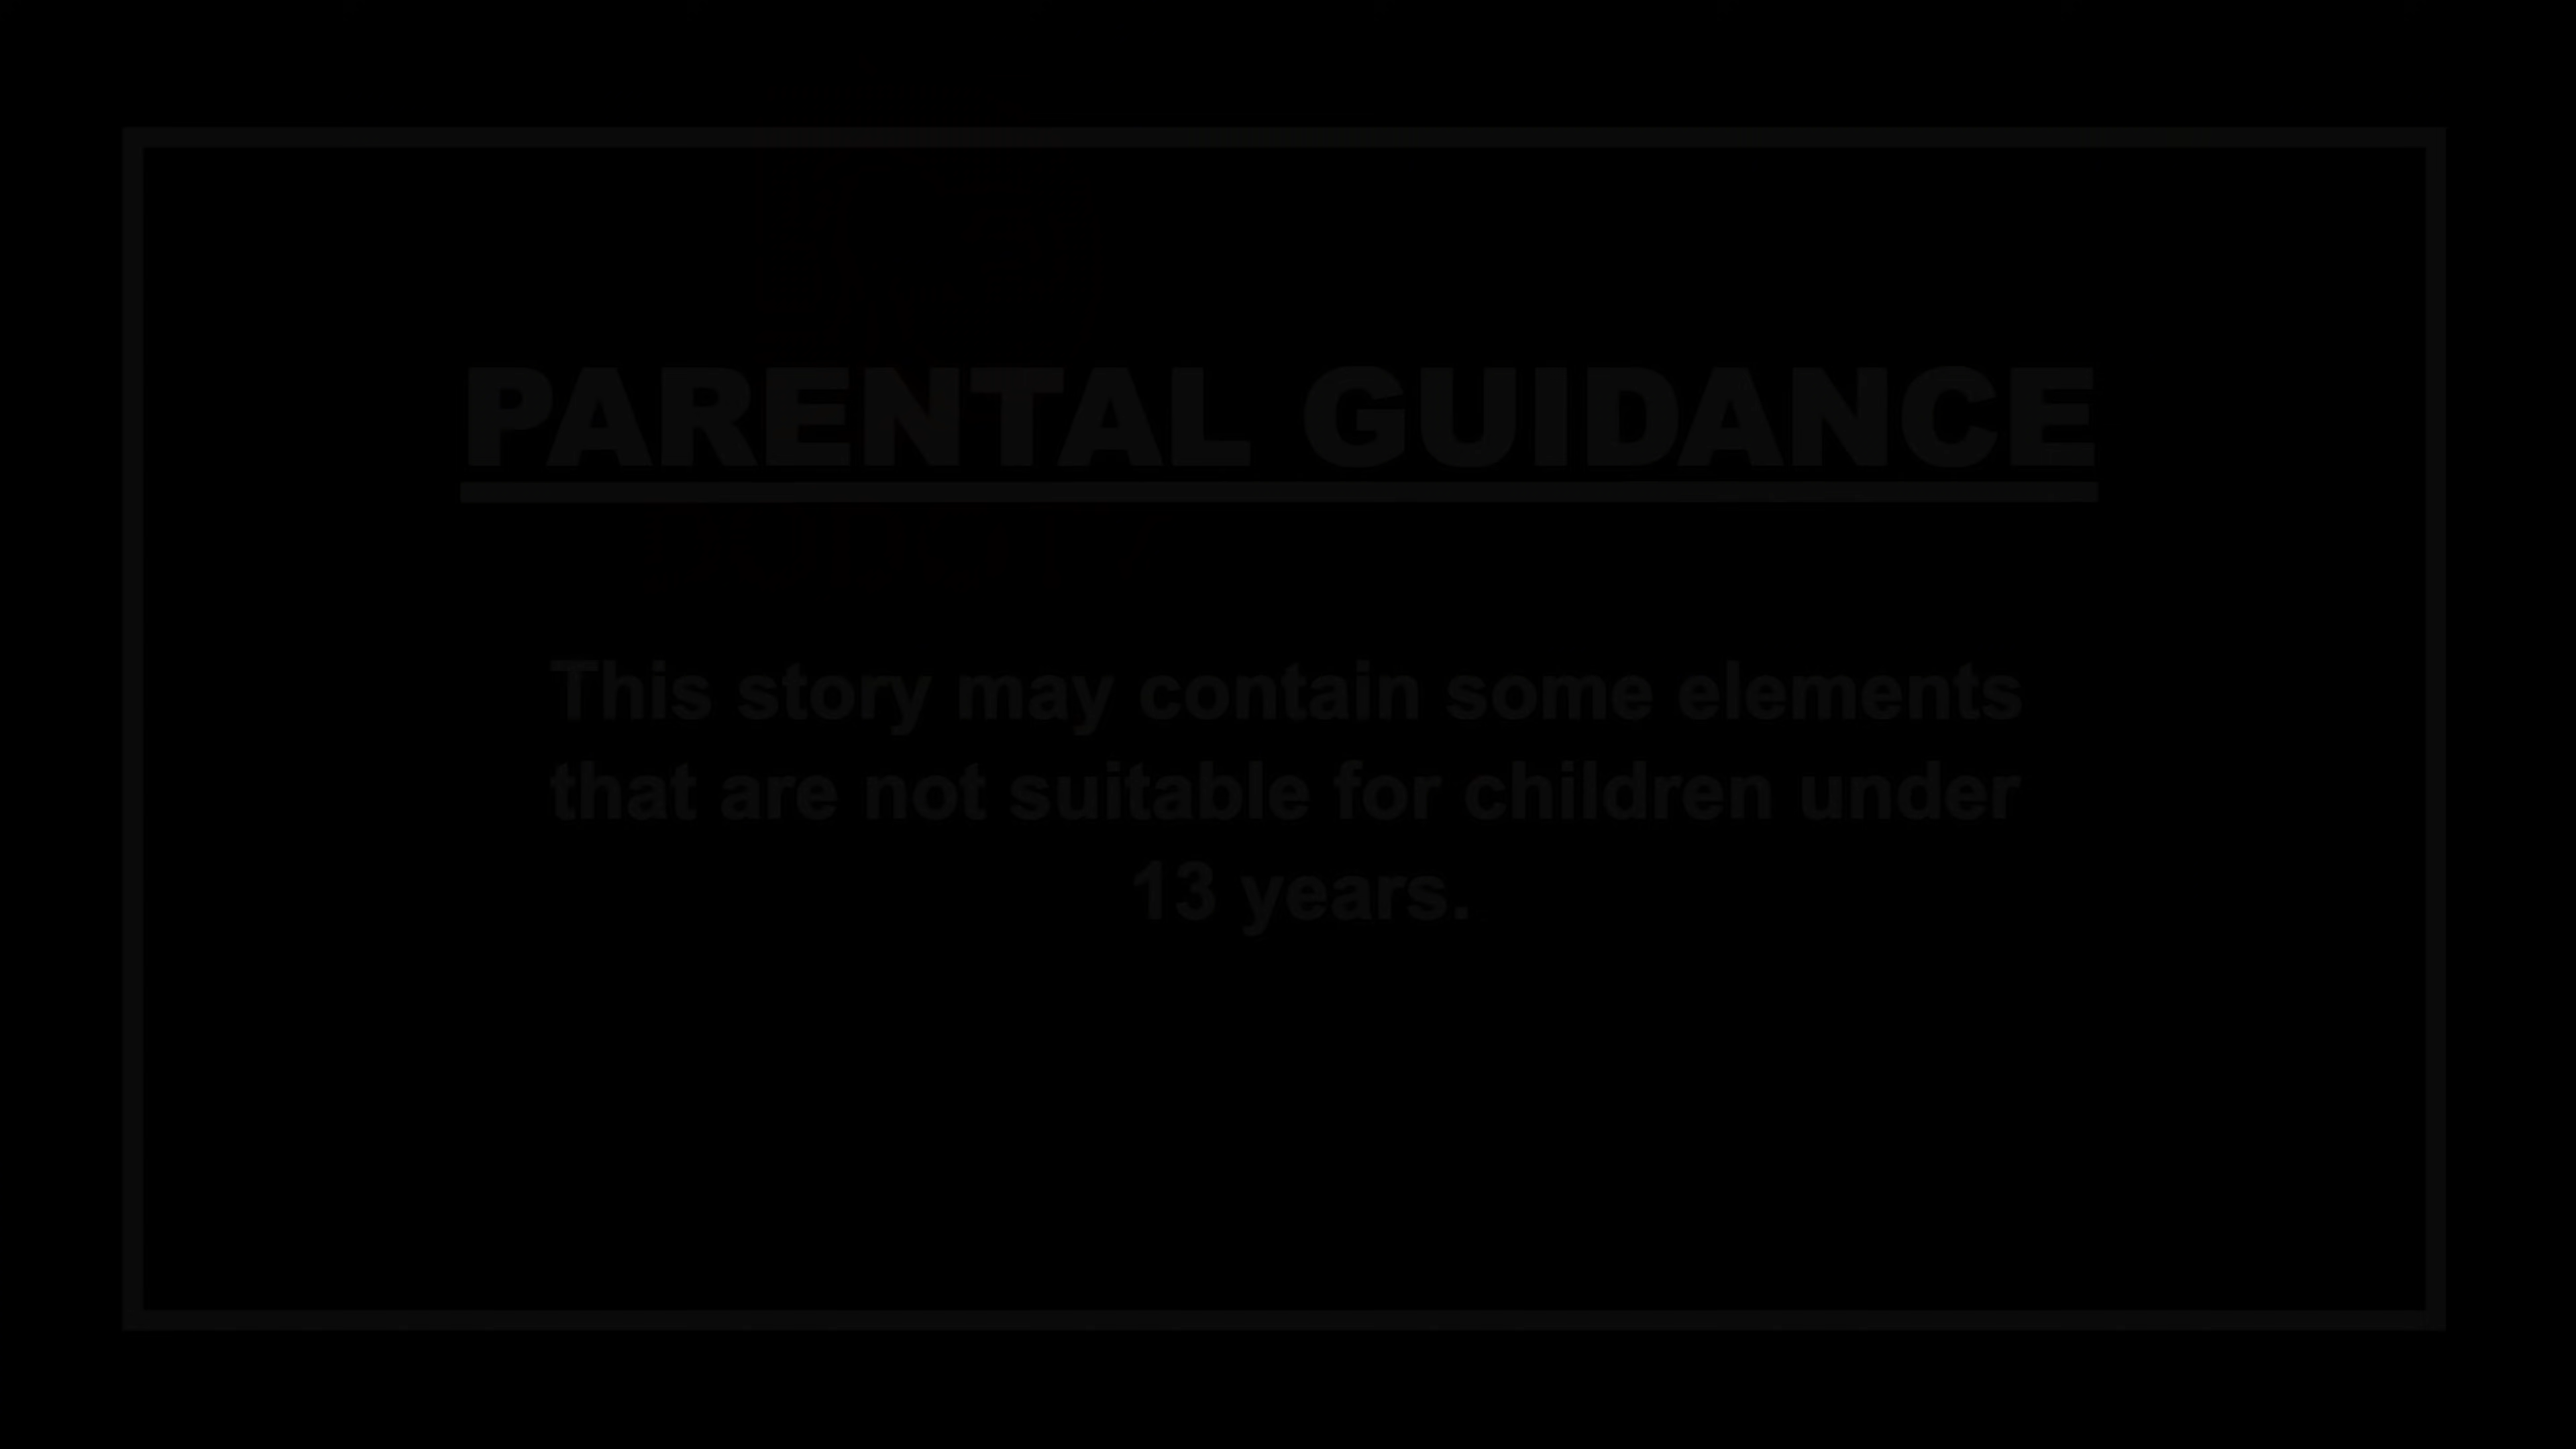 PARENTAL GUIDANCE
This story may contain some elements
that are not suitable for children under
13 years.